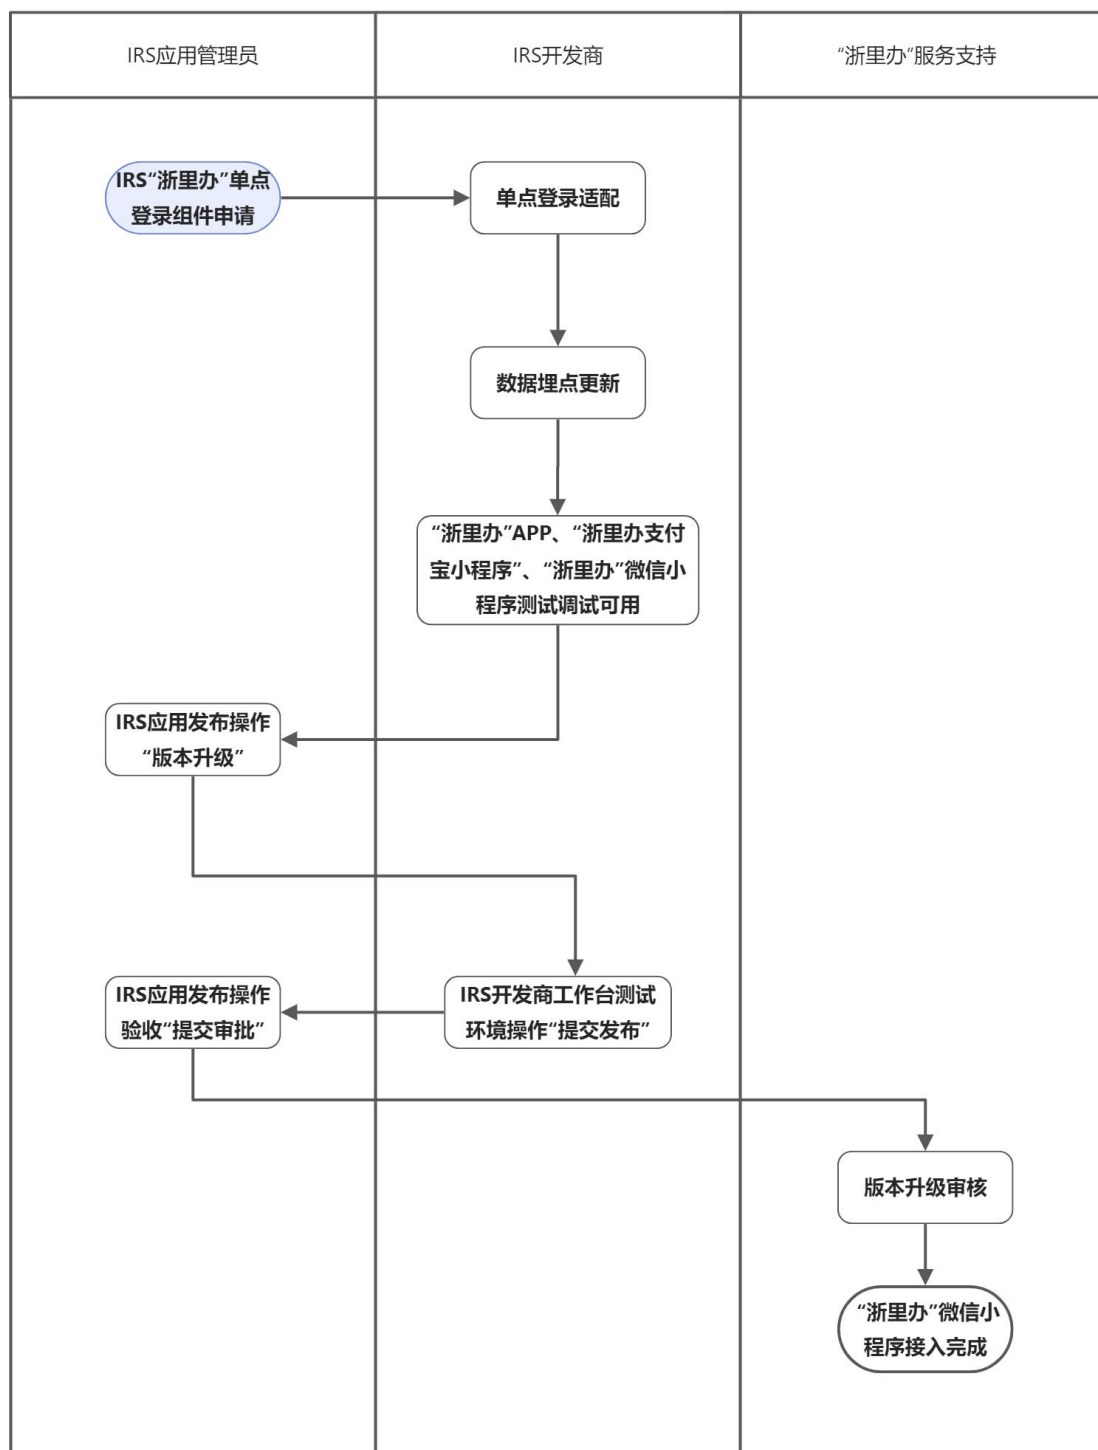 IRS应用管理员
IRS开发商
“浙里办”服务支持
IRS“浙里办”单点
登录组件申请
单点登录适配
数据埋点更新
“浙里办”APP、“浙里办支付
宝小程序”、“浙里办”微信小
程序测试调试可用
IRS应用发布操作
“版本升级”
IRS应用发布操作
验收“提交审批”
IRS开发商工作台测试
环境操作“提交发布”
版本升级审核
“浙里办”微信小
程序接入完成